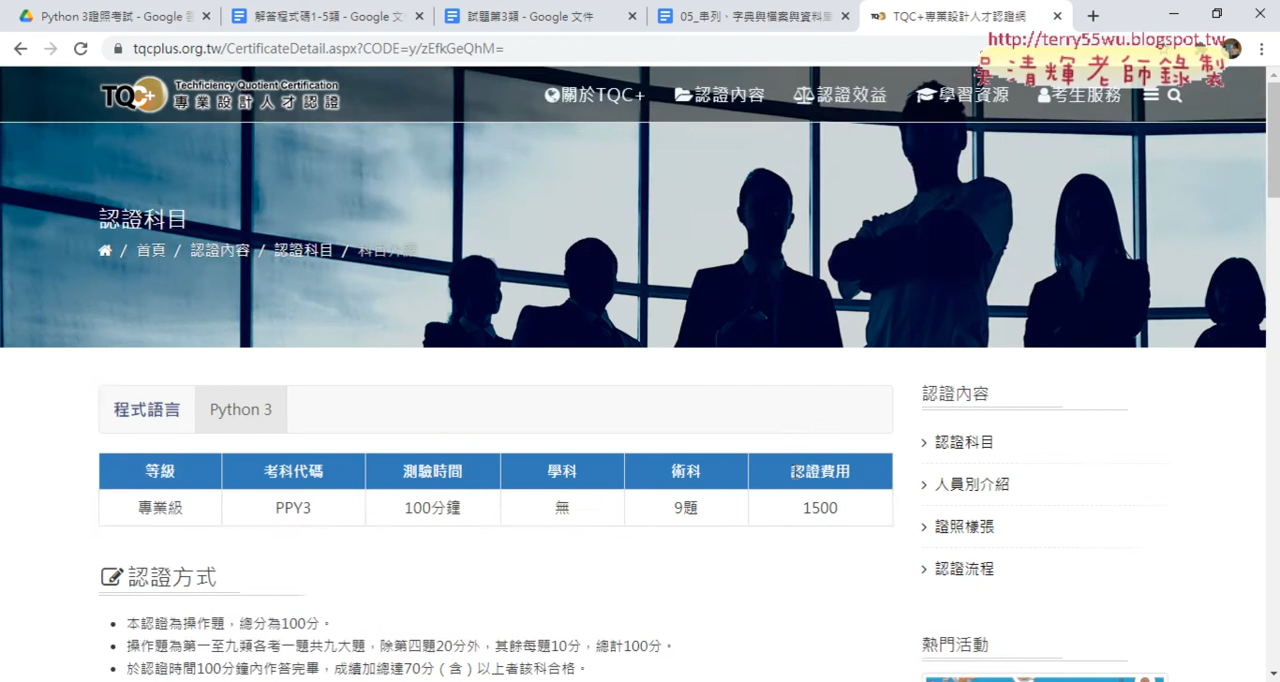 Python 3證照考試 - Google
解答程式碼1-5類 - Google 文
試題第3類 - Google 文件
05_串列、字典與檔案與資料庫
TQC+專業設計人才認證網
tqcplus.org.tw/CertificateDetail.aspx?CODE=y/zEfkGeQhM=
http://terry55wu.blogspot.tw
吳清輝老師錄製
TQC+
Techficiency Quotient Certification
專業設計人才認證
關於TQC+
認證內容
認證效益
學習資源
考生服務
認證科目
/ 首頁 / 認證內容 / 認證科目 / 科目介紹
程式語言
Python 3
等級 考科代碼 測驗時間 學科 術科 認證費用
專業級 PPY3 100分鐘 無 9題 1500
認證方式
• 本認證為操作題，總分為100分。
• 操作題為第一至九類各考一題共九大題，除第四題20分外，其餘每題10分，總計100分。
• 於認證時間100分鐘內作答完畢，成績加總達70分（含）以上者該科合格。
認證內容
> 認證科目
> 人員別介紹
> 證照樣張
> 認證流程
熱門活動